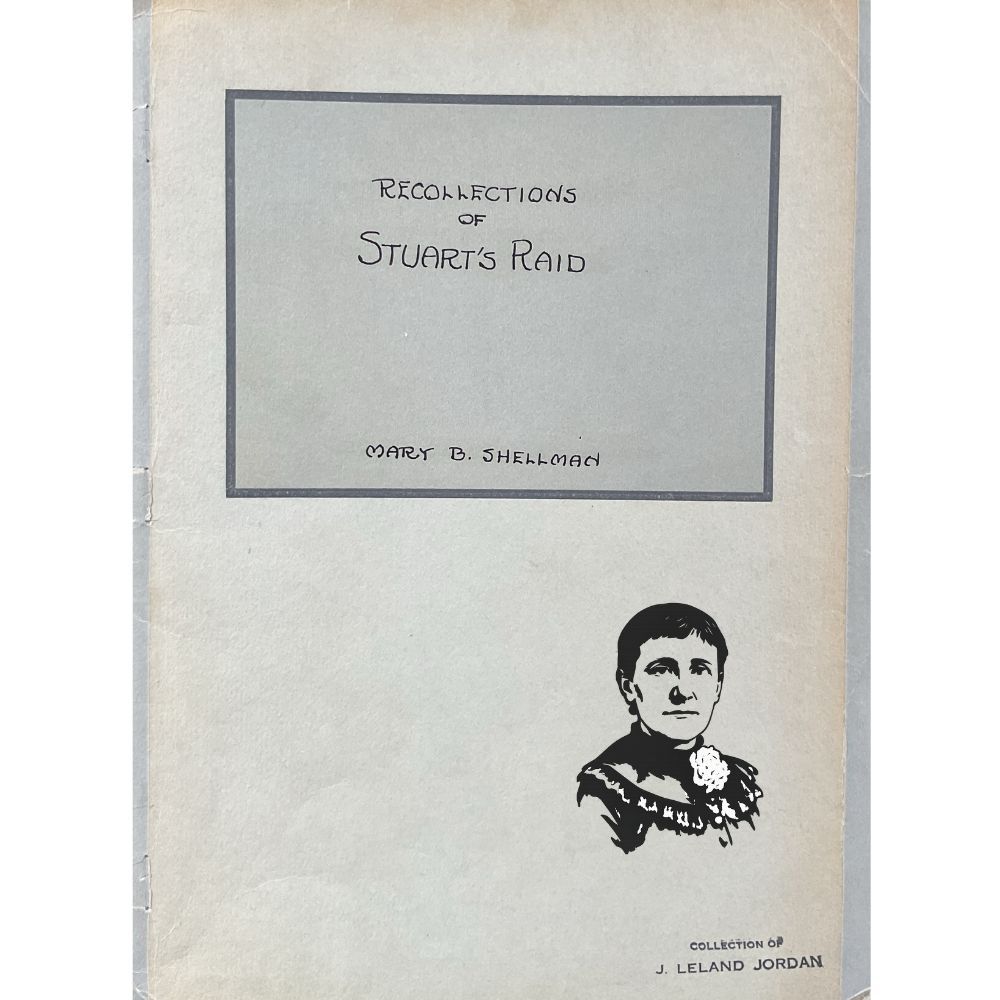 RECOLLECTIONS
OF
STUART'S RAID
MARY B. SHELLMAN
COLLECTION OF
J. LELAND JORDAN